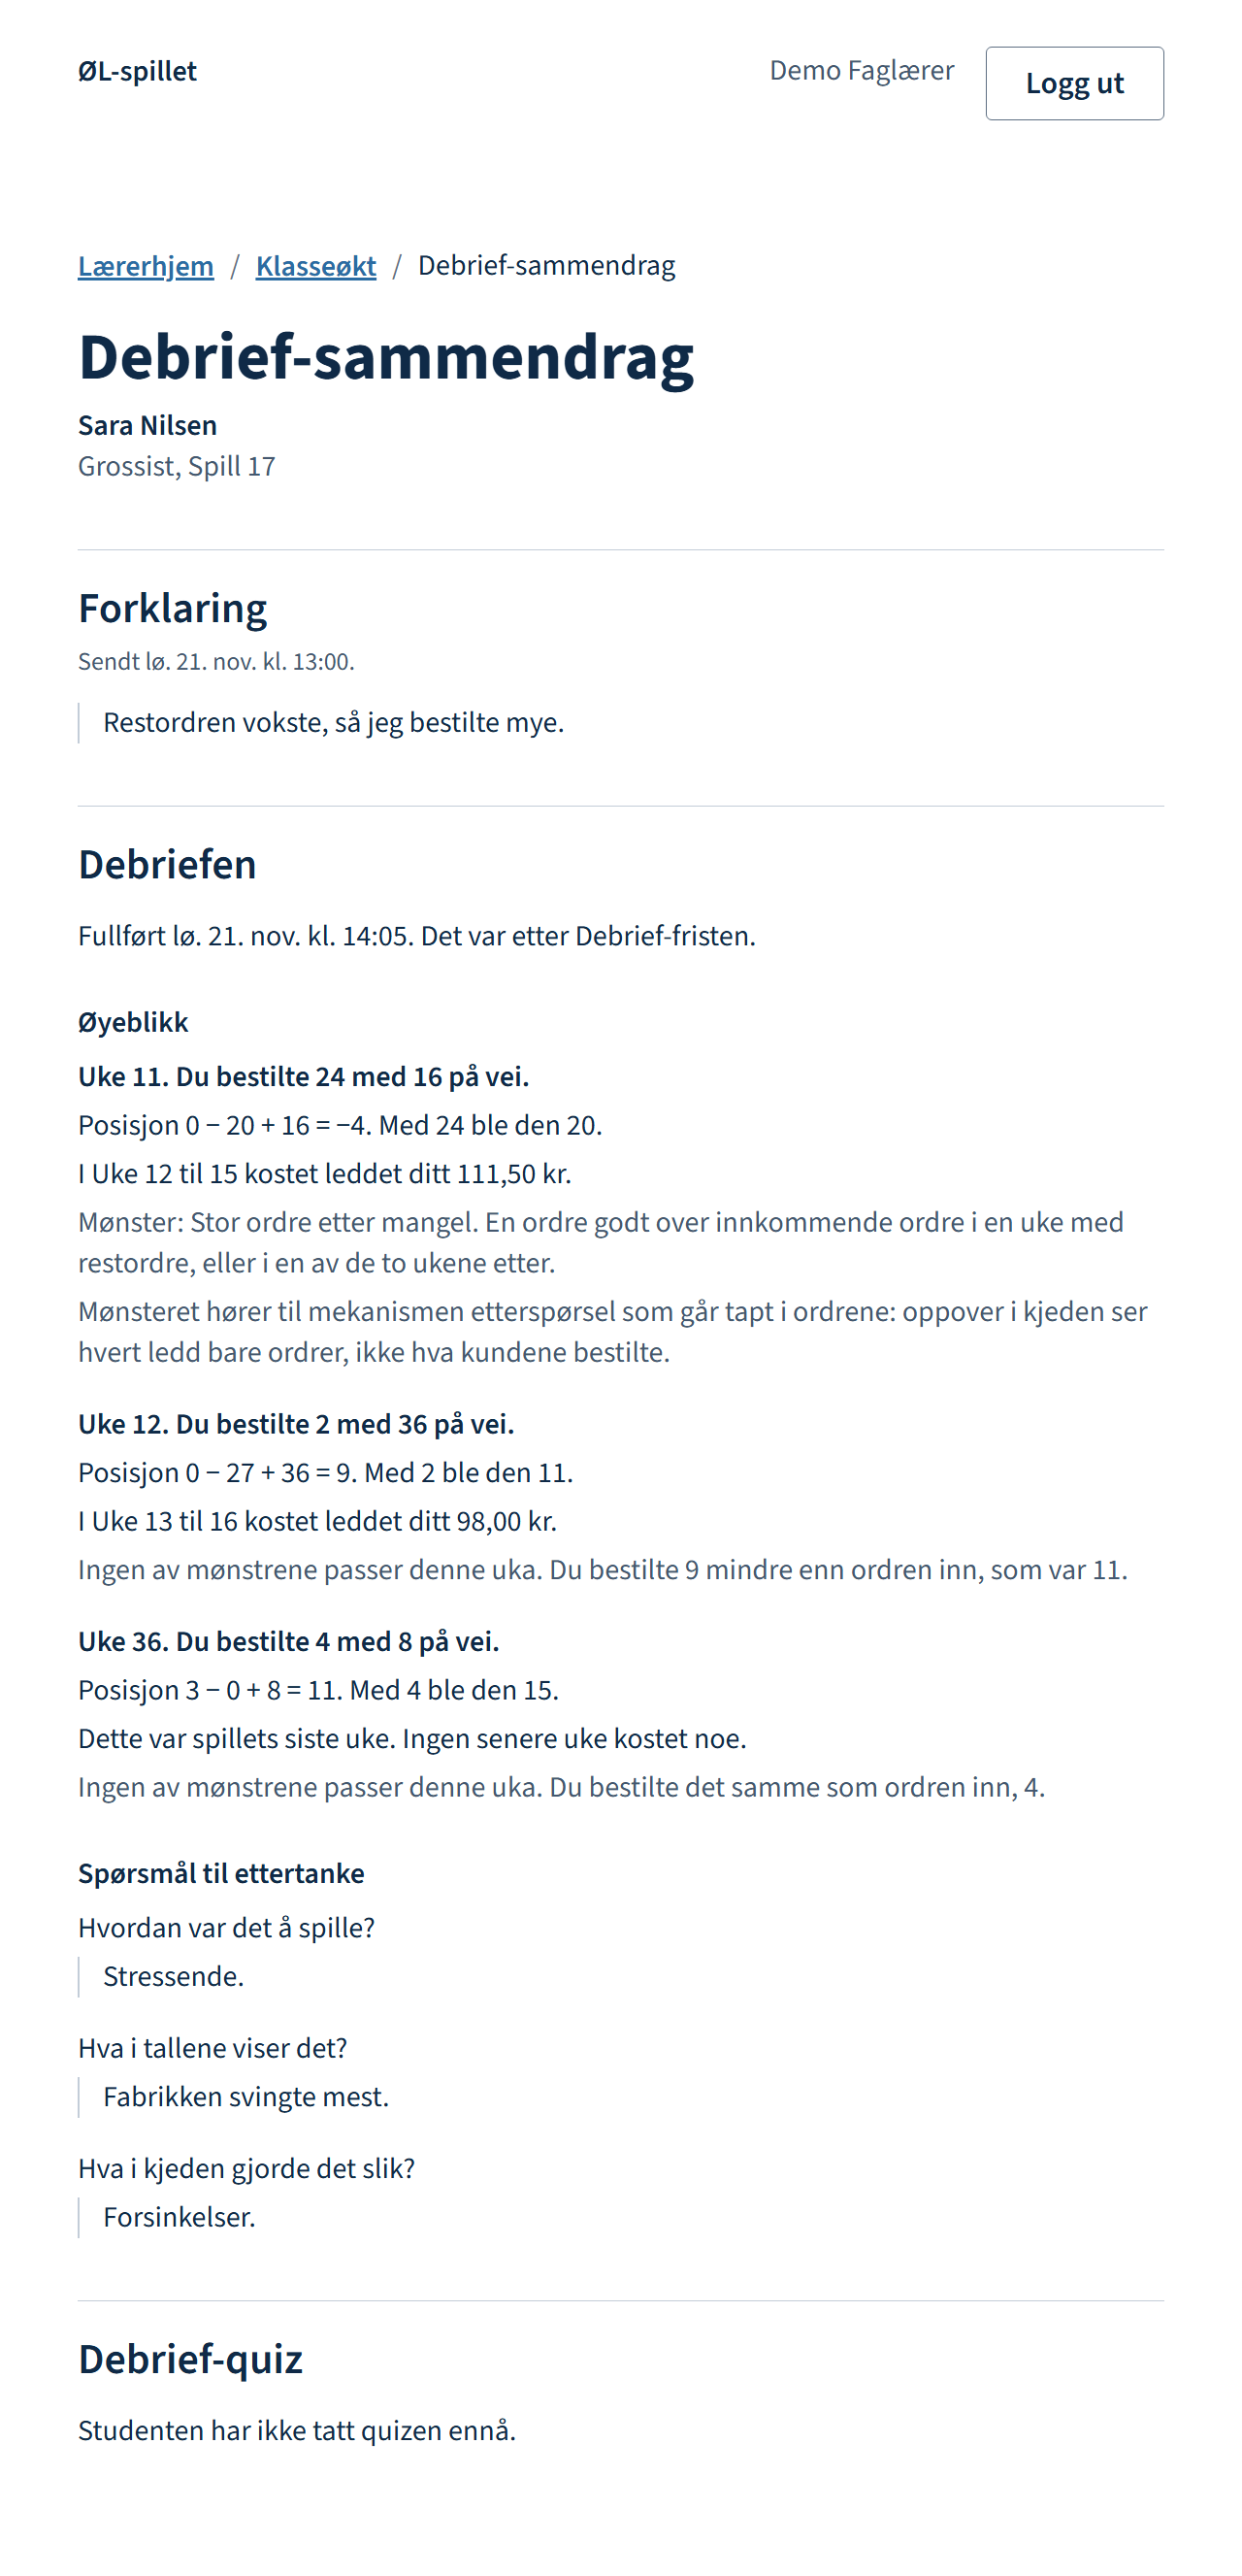 ØL-spillet
Demo Faglærer
Logg ut
Lærerhjem / Klasseøkt / Debrief-sammendrag
Debrief-sammendrag
Sara Nilsen
Grossist, Spill 17
Forklaring
Sendt lø. 21. nov. kl. 13:00.
Restordren vokste, så jeg bestilte mye.
Debriefen
Fullført lø. 21. nov. kl. 14:05. Det var etter Debrief-fristen.
Øyeblikk
Uke 11. Du bestilte 24 med 16 på vei.
Posisjon 0 − 20 + 16 = −4. Med 24 ble den 20.
I Uke 12 til 15 kostet leddet ditt 111,50 kr.
Mønster: Stor ordre etter mangel. En ordre godt over innkommende ordre i en uke med
restordre, eller i en av de to ukene etter.
Mønsteret hører til mekanismen etterspørsel som går tapt i ordrene: oppover i kjeden ser
hvert ledd bare ordrer, ikke hva kundene bestilte.
Uke 12. Du bestilte 2 med 36 på vei.
Posisjon 0 − 27 + 36 = 9. Med 2 ble den 11.
I Uke 13 til 16 kostet leddet ditt 98,00 kr.
Ingen av mønstrene passer denne uka. Du bestilte 9 mindre enn ordren inn, som var 11.
Uke 36. Du bestilte 4 med 8 på vei.
Posisjon 3 − 0 + 8 = 11. Med 4 ble den 15.
Dette var spillets siste uke. Ingen senere uke kostet noe.
Ingen av mønstrene passer denne uka. Du bestilte det samme som ordren inn, 4.
Spørsmål til ettertanke
Hvordan var det å spille?
Stressende.
Hva i tallene viser det?
Fabrikken svingte mest.
Hva i kjeden gjorde det slik?
Forsinkelser.
Debrief-quiz
Studenten har ikke tatt quizen ennå.